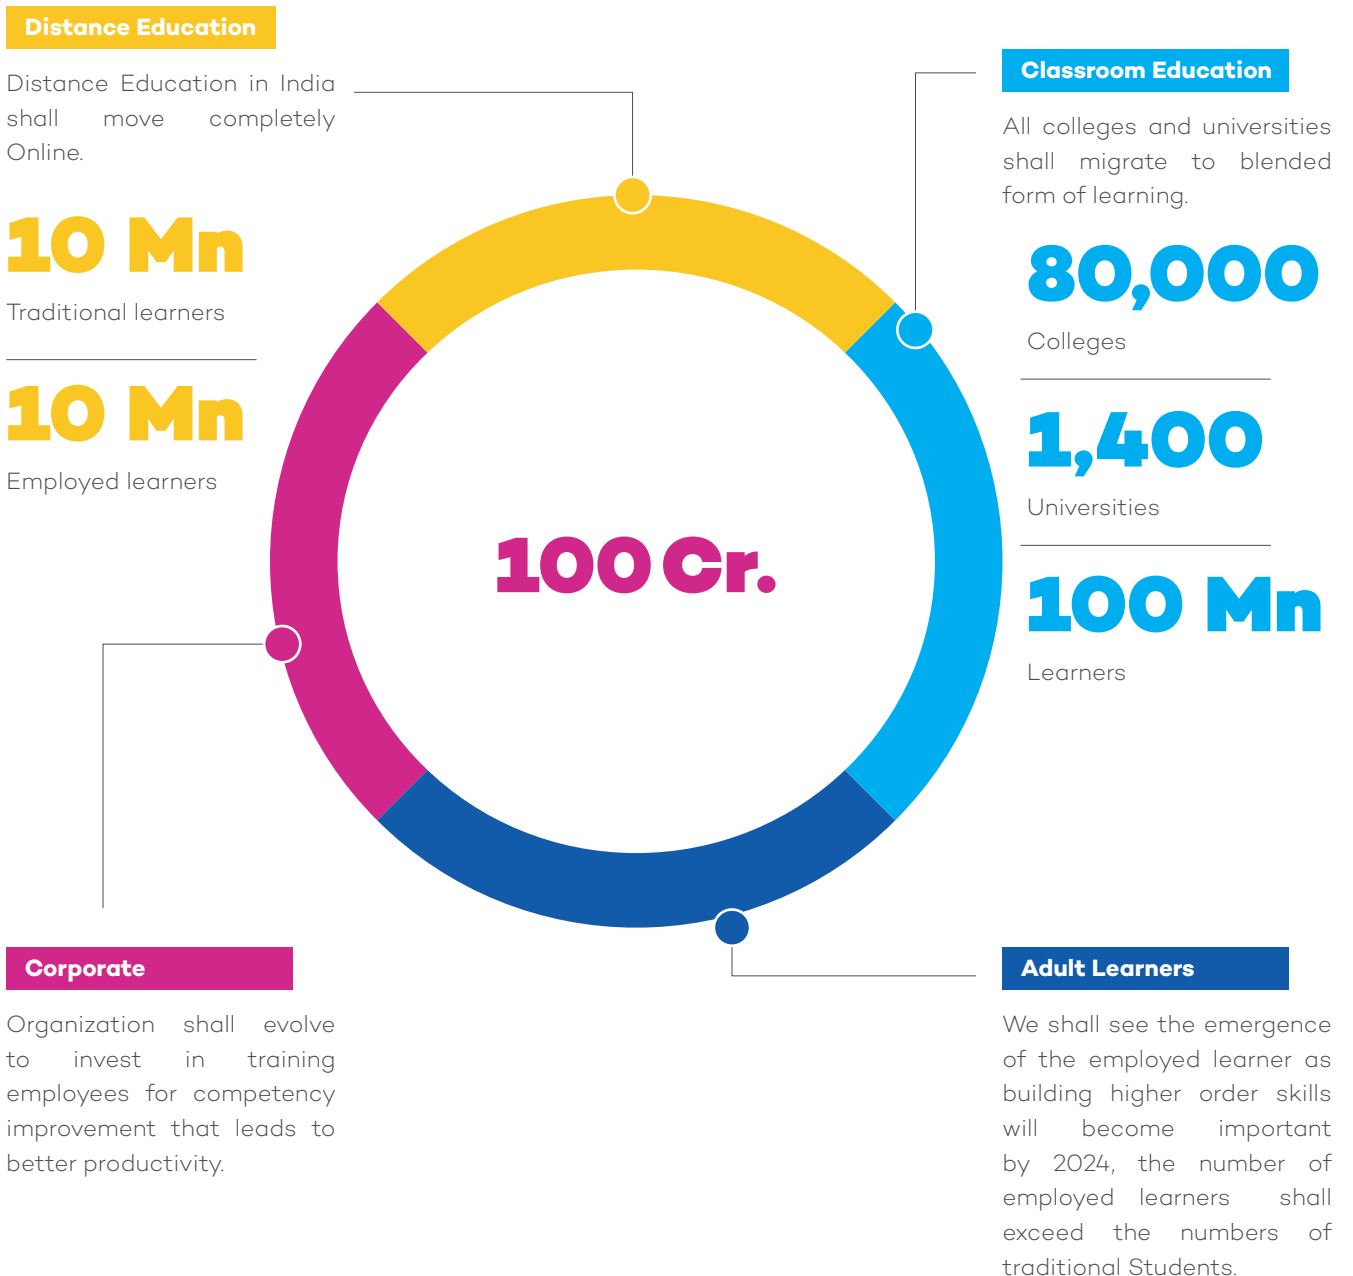 Distance Education
Distance Education in India
shall move completely
Online.
10 Mn
Traditional learners
10 Mn
Employed learners
Classroom Education
All colleges and universities
shall migrate to blended
form of learning.
80,000
Colleges
1,400
Universities
100 Mn
Learners
100 Cr.
Corporate
Organization shall evolve
to invest in training
employees for competency
improvement that leads to
better productivity.
Adult Learners
We shall see the emergence
of the employed learner as
building higher order skills
will become important
by 2024, the number of
employed learners shall
exceed the numbers of
traditional Students.